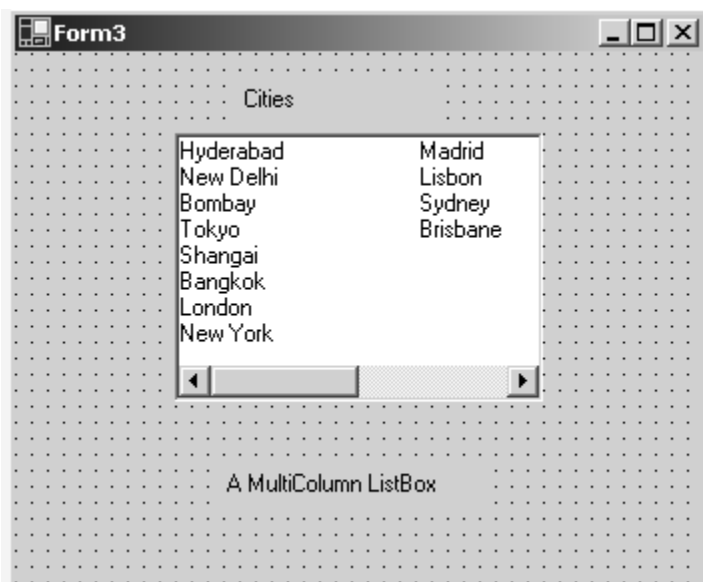 Form3
Cities
Hyderabad
New Delhi
Bombay
Tokyo
Shangai
Bangkok
London
New York
Madrid
Lisbon
Sydney
Brisbane
A MultiColumn ListBox